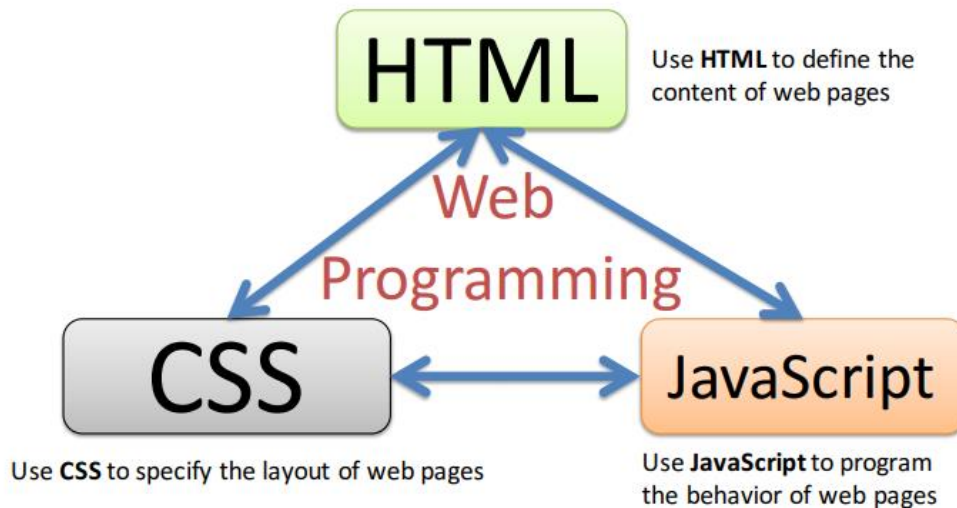 HTML
Use HTML to define the
content of web pages
Web
Programming
CSS
JavaScript
Use CSS to specify the layout of web pages
Use JavaScript to program
the behavior of web pages